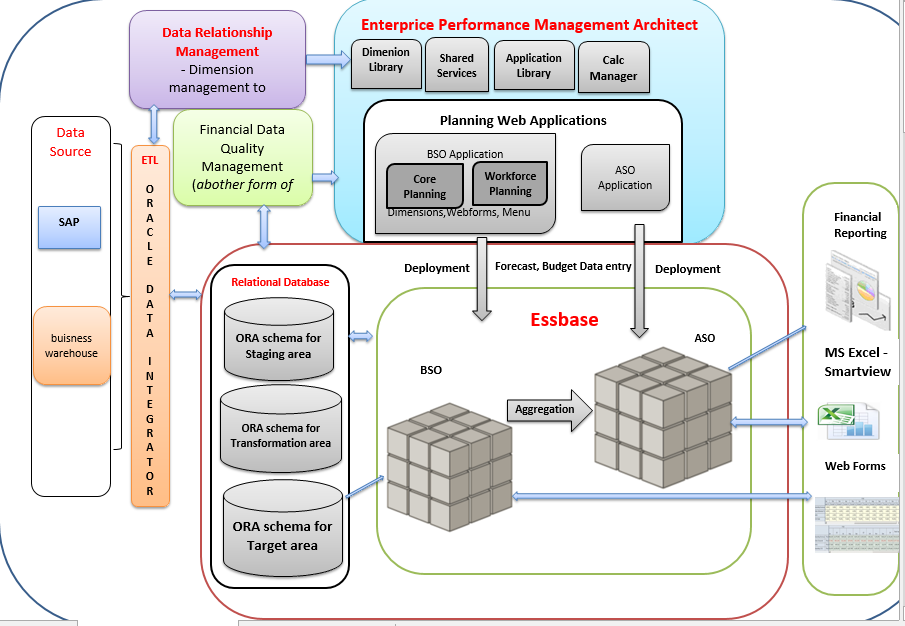 Data Relationship
Management
- Dimension
management to
Enterprice Performance Management Architect
Dimenion
Library
Shared
Services
Application
Library
Calc
Manager
Financial Data
Quality
Management
(abother form of
Planning Web Applications
BSO Application
Core
Planning
Workforce
Planning
Dimensions,Webforms, Menu
ASO
Application
Data
Source
SAP
buisness
warehouse
ETL
O
R
A
C
L
E
D
A
T
A
I
N
T
E
G
R
A
T
O
R
Deployment
Forecast, Budget Data entry
Deployment
Relational Database
ORA schema for
Staging area
ORA schema for
Transformation area
ORA schema for
Target area
Essbase
BSO
ASO
Aggregation
Financial
Reporting
MS Excel -
Smartview
Web Forms